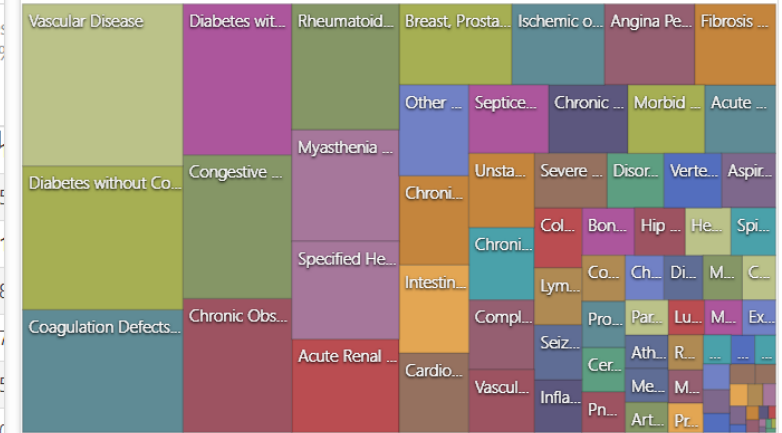 Vascular Disease
Diabetes without Co...
Coagulation Defects...
Diabetes wit...
Congestive ...
Chronic Obs...
Rheumatoid...
Myasthenia ...
Specified He...
Acute Renal ...
Breast, Prosta...
Ischemic o...
Angina Pe...
Fibrosis ...
Other ...
Septice...
Chronic ...
Morbid ...
Acute ...
Chroni...
Intestin...
Cardio...
Unsta...
Chroni...
Compl...
Vascul...
Severe ...
Disor...
Verte...
Aspir...
Col...
Bon...
Hip ...
He...
Spi...
Lym...
Seiz...
Infla...
Co...
Ch...
Di...
M...
C...
Pro...
Cer...
Pn...
Par...
Lu...
M...
Ex...
Ath...
R...
...
...
...
Me...
M...
Art...
Pr...